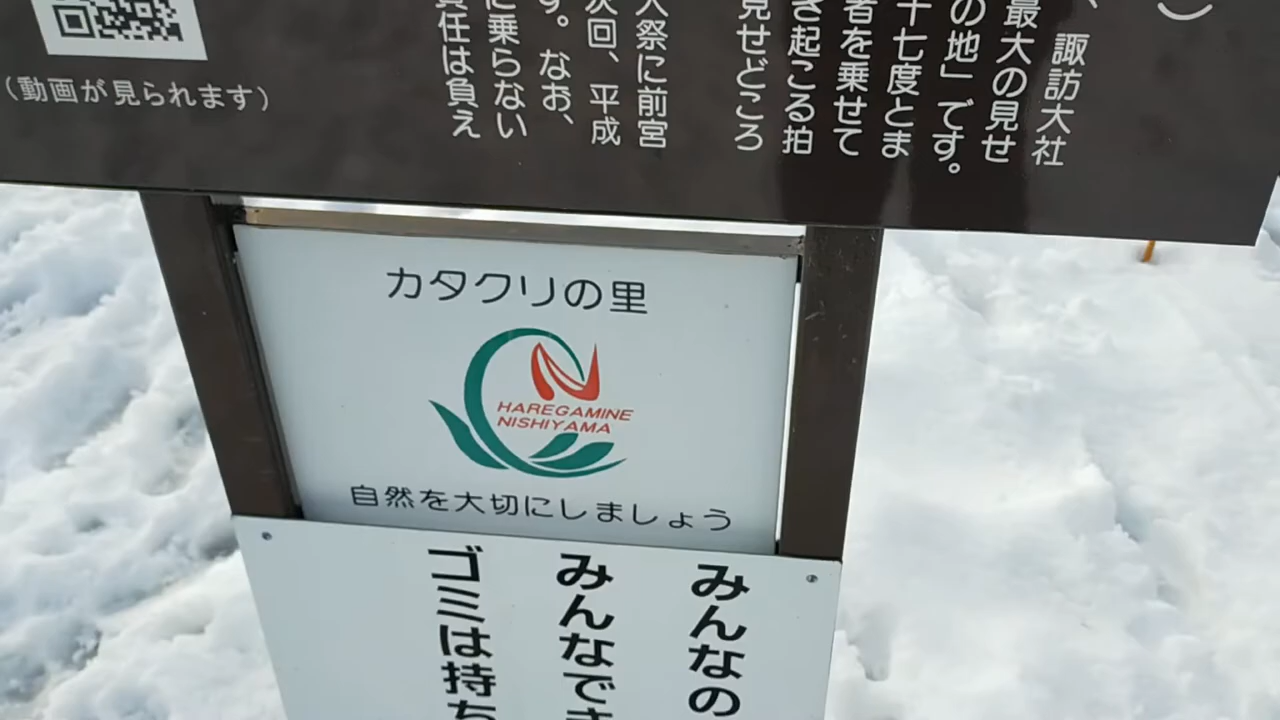 、諏訪大社
最大の見せ
の地」です。
十七度とま
者を乗せて
き起こる拍
見せどころ
人祭に前宮
次回、平成
す。なお、
に乗らない
責任は負え
(動画が見られます)
カタクリの里
HAREGAMINE
NISHIYAMA
自然を大切にしましょう
みんなの
みんなでき
ゴミは持ち